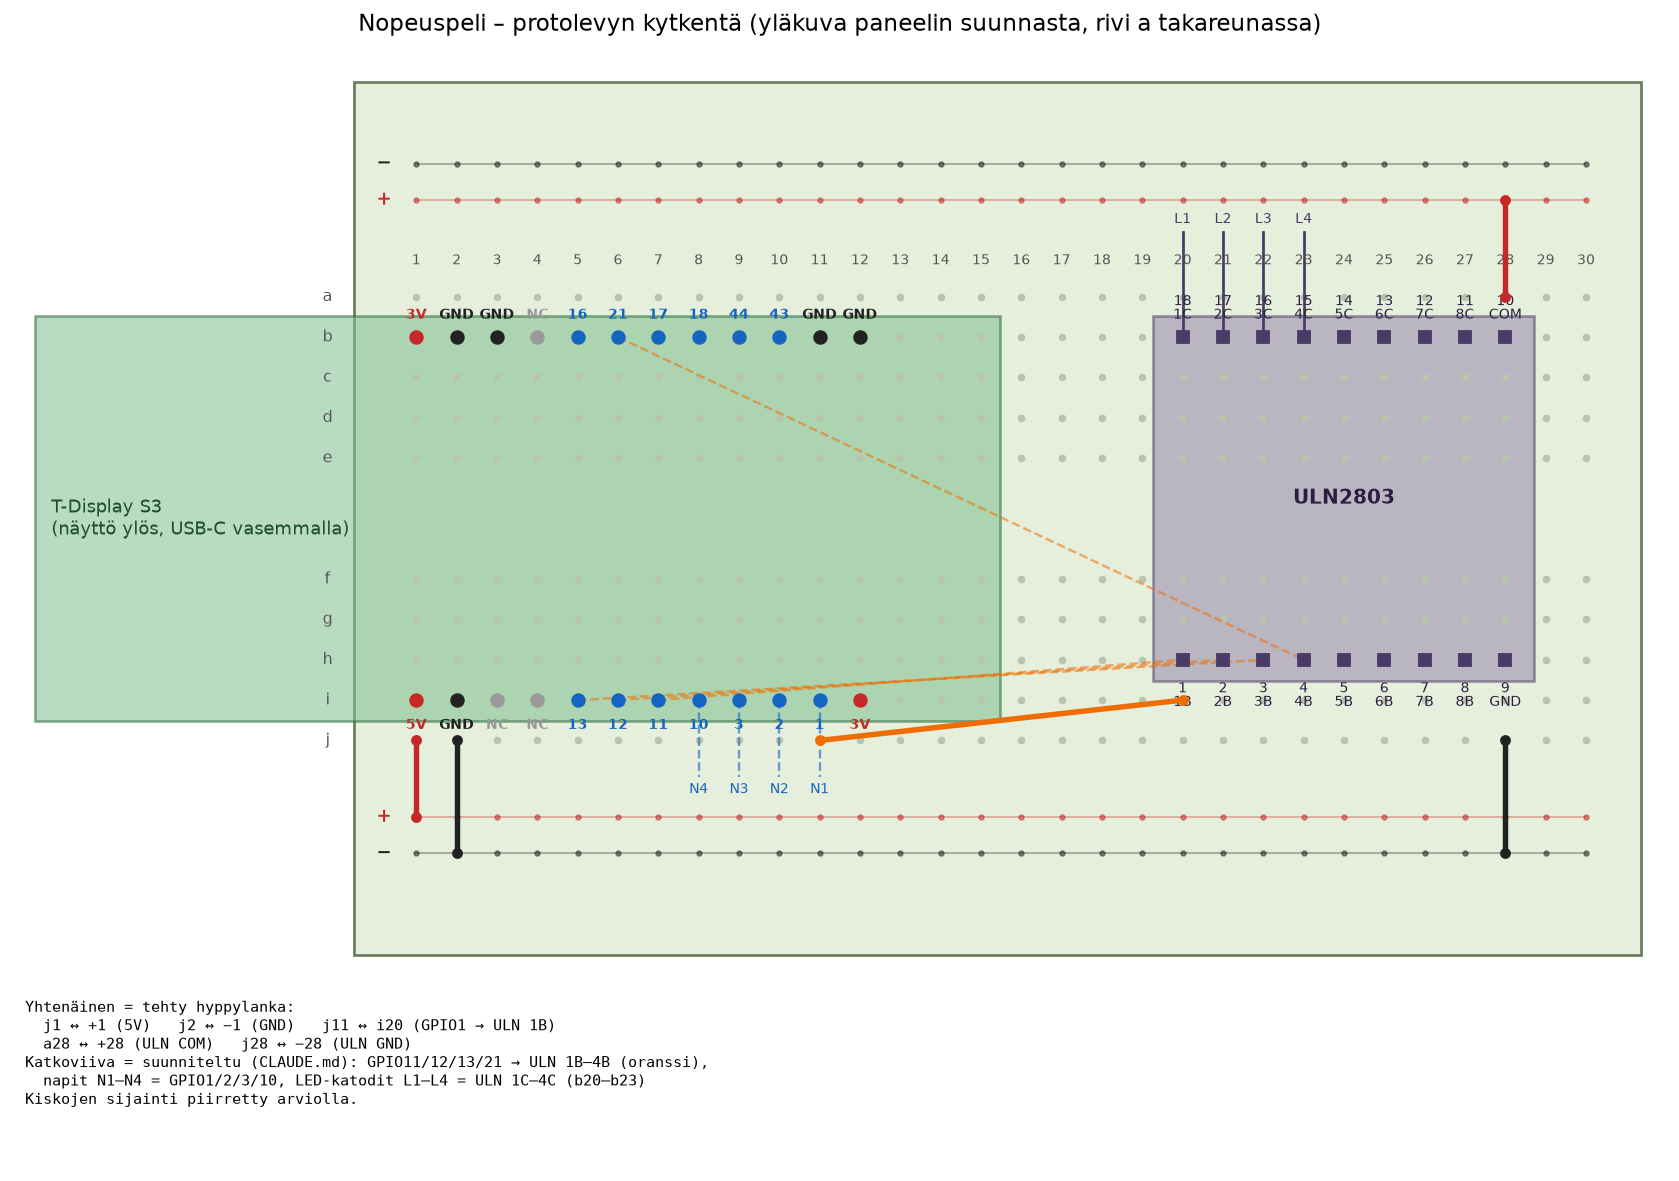 Nopeuspeli – protolevyn kytkentä (yläkuva paneelin suunnasta, rivi a takareunassa)
−
+
L1 L2 L3 L4
1 2 3 4 5 6 7 8 9 10 11 12 13 14 15 16 17 18 19 20 21 22 23 24 25 26 27 28 29 30
a
18 17 16 15 14 13 12 11 10
3V GND GND NC 16 21 17 18 44 43 GND GND
1C 2C 3C 4C 5C 6C 7C 8C COM
b
c
d
e
ULN2803
T-Display S3
(näyttö ylös, USB-C vasemmalla)
f
g
h
1 2 3 4 5 6 7 8 9
i
1B 2B 3B 4B 5B 6B 7B 8B GND
5V GND NC NC 13 12 11 10 3 2 1 3V
j
N4 N3 N2 N1
+
−
Yhtenäinen = tehty hyppylanka:
j1 ↔ +1 (5V) j2 ↔ −1 (GND) j11 ↔ i20 (GPIO1 → ULN 1B)
a28 ↔ +28 (ULN COM) j28 ↔ −28 (ULN GND)
Katkoviiva = suunniteltu (CLAUDE.md): GPIO11/12/13/21 → ULN 1B–4B (oranssi),
napit N1–N4 = GPIO1/2/3/10, LED-katodit L1–L4 = ULN 1C–4C (b20–b23)
Kiskojen sijainti piirretty arviolla.